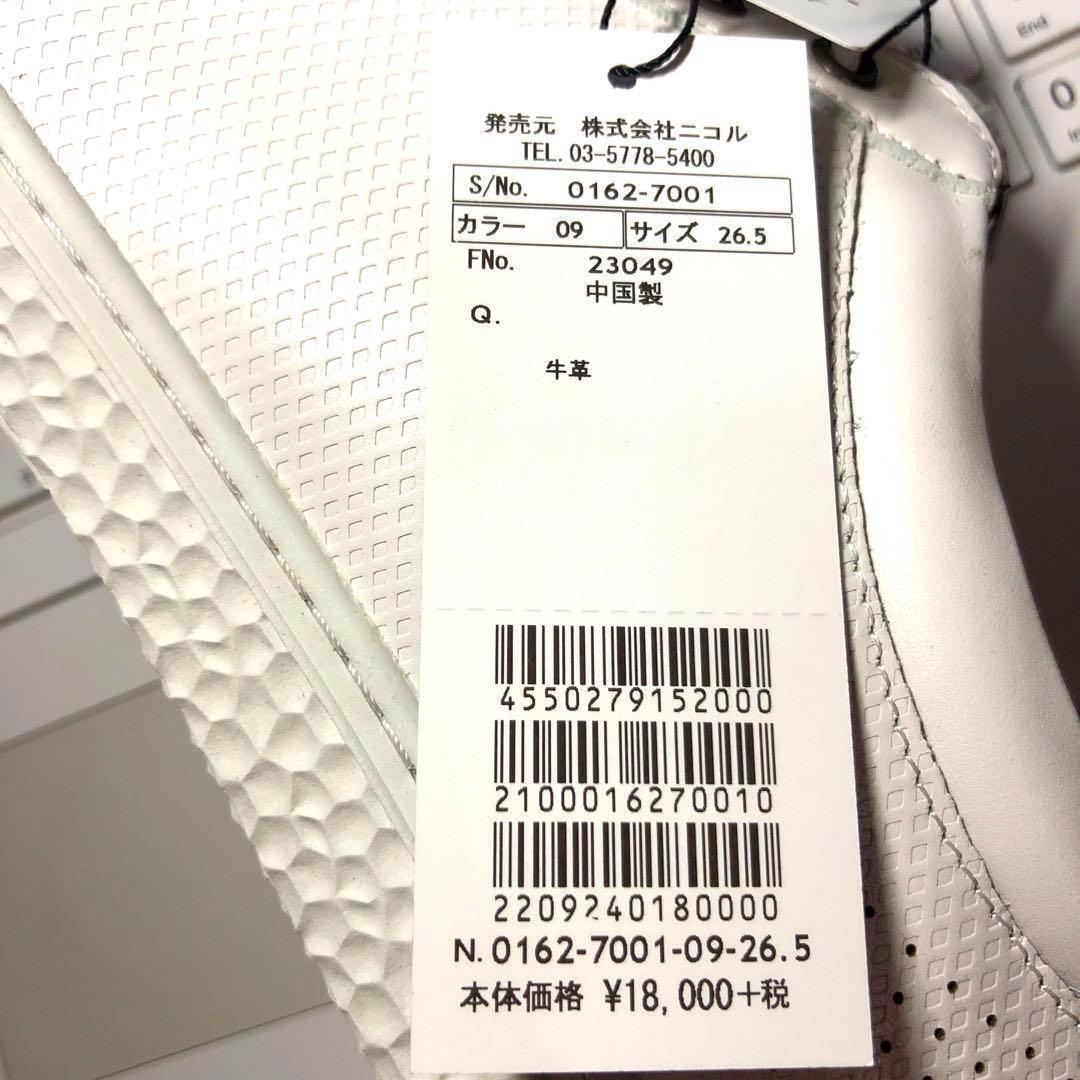 発売元 株式会社ニコル
TEL. 03-5778-5400
S/No. 0162-7001
カラー 09 サイズ 26.5
FNo. 23049
中国製
Q.
牛革
4550279152000
2100016270010
2209240180000
N. 0162-7001-09-26.5
本体価格 ¥18,000+税
End
0